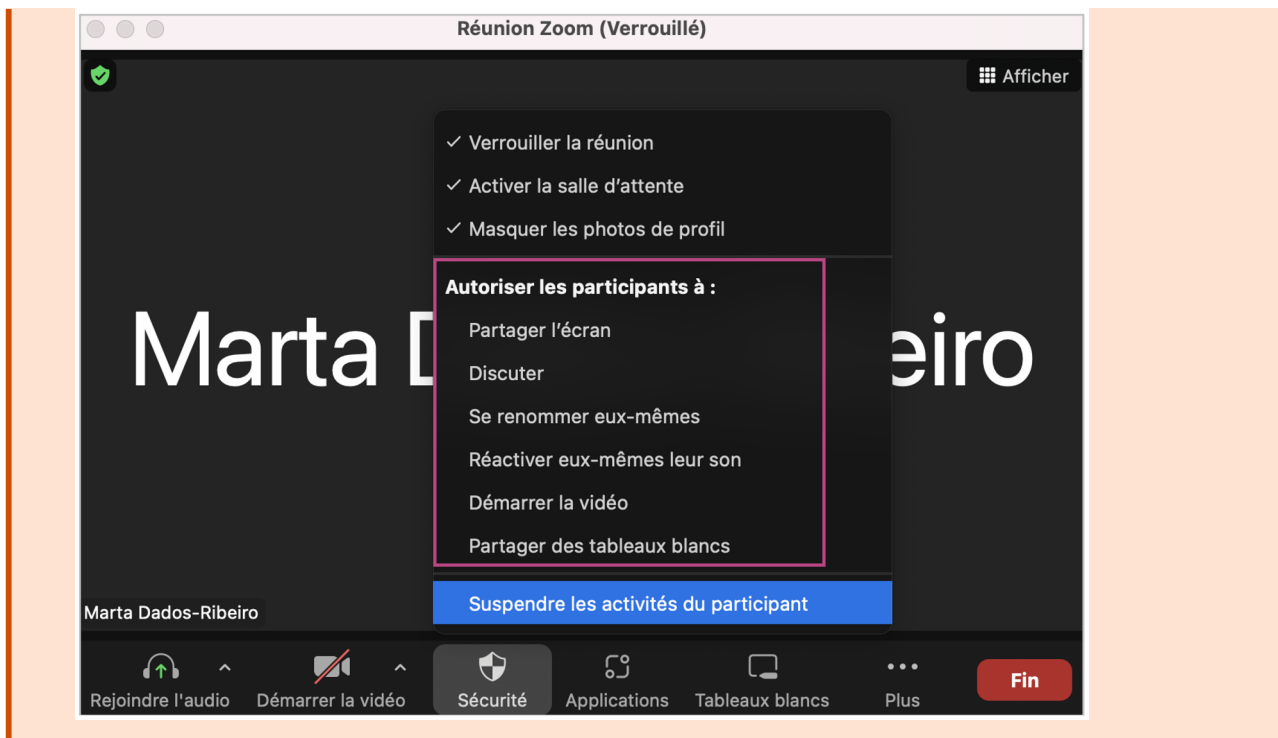 Réunion Zoom (Verrouillé)
Afficher
Verrouiller la réunion
Activer la salle d’attente
Masquer les photos de profil
Autoriser les participants à :
Partager l’écran
Marta D eiro
Discuter
Se renommer eux-mêmes
Réactiver eux-mêmes leur son
Démarrer la vidéo
Partager des tableaux blancs
Suspendre les activités du participant
Marta Dados-Ribeiro
Rejoindre l'audio Démarrer la vidéo Sécurité Applications Tableaux blancs Plus Fin